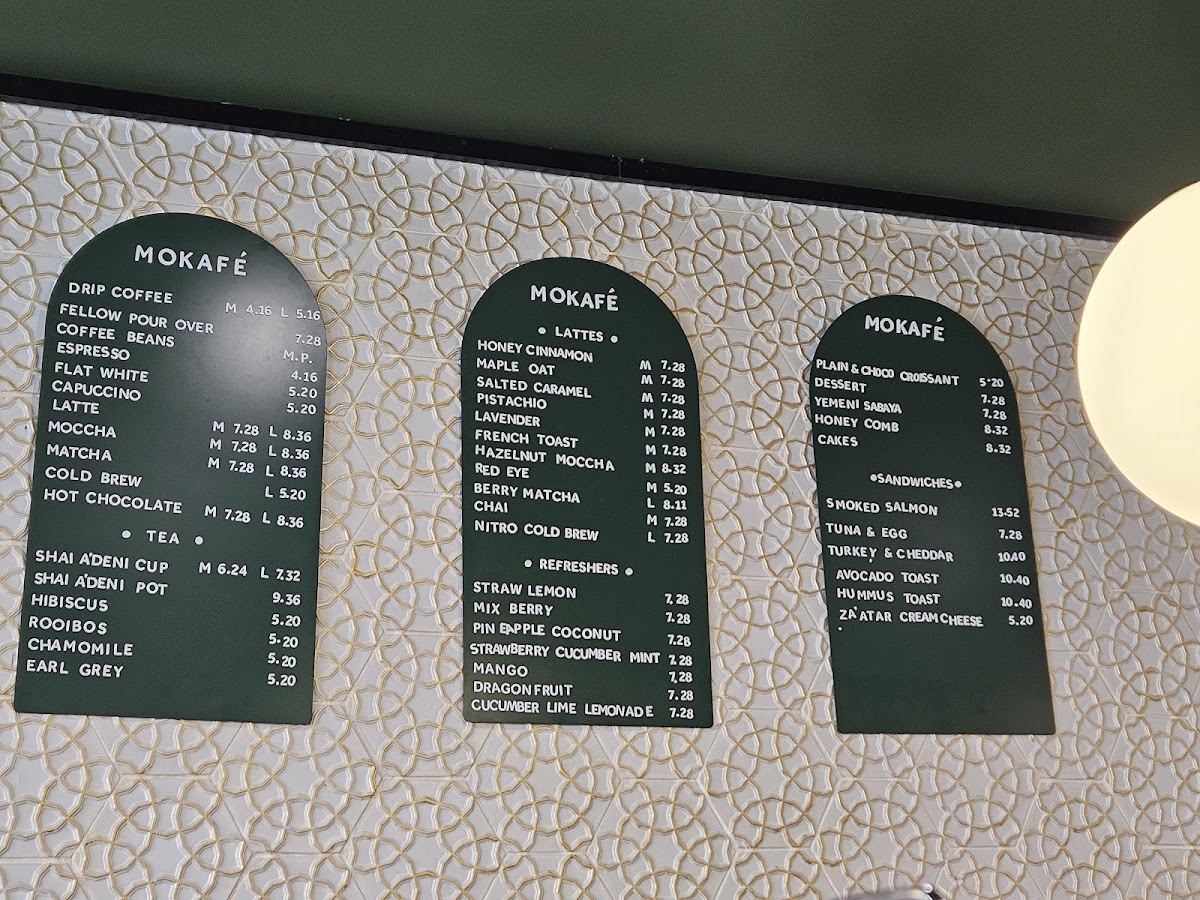 MOKAFÉ
DRIP COFFEE M 4.16 L 5.16
FELLOW POUR OVER 7.28
COFFEE BEANS M.P.
ESPRESSO 4.16
FLAT WHITE 5.20
CAPUCCINO 5.20
LATTE M 7.28 L 8.36
MOCCHA M 7.28 L 8.36
MATCHA M 7.28 L 8.36
COLD BREW L 5.20
HOT CHOCOLATE M 7.28 L 8.36
• TEA •
SHAI A'DENI CUP M 6.24 L 7.32
SHAI A'DENI POT 9.36
HIBISCUS 5.20
ROOIBOS 5.20
CHAMOMILE 5.20
EARL GREY 5.20
MOKAFÉ
• LATTES •
HONEY CINNAMON M 7.28
MAPLE OAT M 7.28
SALTED CARAMEL M 7.28
PISTACHIO M 7.28
LAVENDER M 7.28
FRENCH TOAST M 7.28
HAZELNUT MOCCHA M 8.32
RED EYE M 5.20
BERRY MATCHA L 8.11
CHAI M 7.28
NITRO COLD BREW L 7.28
• REFRESHERS •
STRAW LEMON 7.28
MIX BERRY 7.28
PINEAPPLE COCONUT 7.28
STRAWBERRY CUCUMBER MINT 7.28
MANGO 7.28
DRAGONFRUIT 7.28
CUCUMBER LIME LEMONADE 7.28
MOKAFÉ
PLAIN & CHOCO CROISSANT 5.20
DESSERT 7.28
YEMENI SABAYA 7.28
HONEY COMB 8.32
CAKES 8.32
•SANDWICHES•
SMOKED SALMON 13.52
TUNA & EGG 7.28
TURKEY & CHEDDAR 10.40
AVOCADO TOAST 10.40
HUMMUS TOAST 10.40
ZA'ATAR CREAM CHEESE 5.20